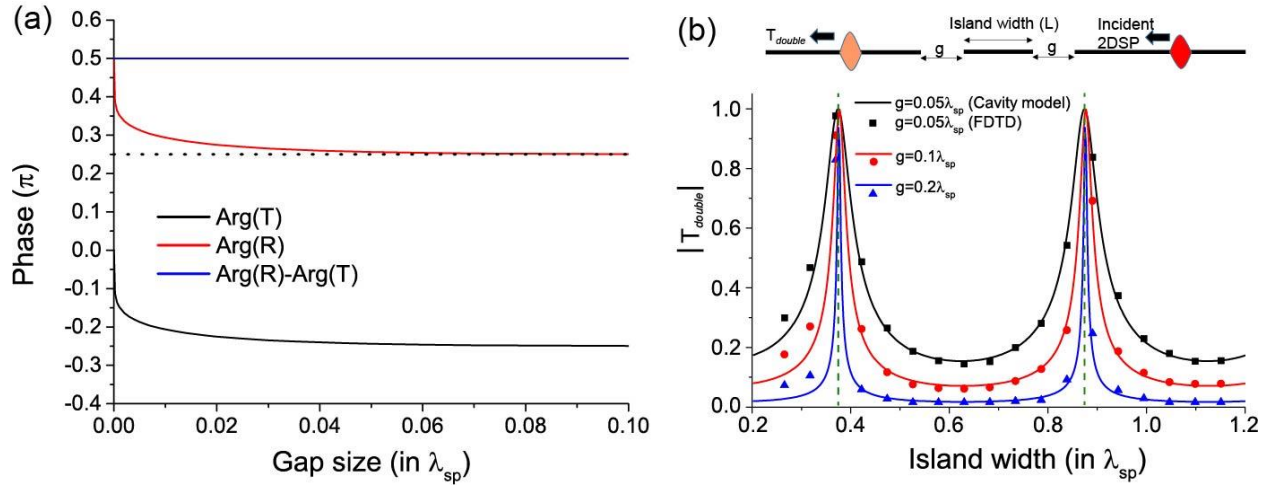 (a)
0.6
0.5
0.4
0.3
0.2
0.1
0.0
-0.1
-0.2
-0.3
-0.4
Phase (π)
Arg(T)
Arg(R)
Arg(R)-Arg(T)
0.00 0.02 0.04 0.06 0.08 0.10
Gap size (in λsp)
(b)
Tdouble
Island width (L)
Incident
2DSP
g
g
g=0.05λsp (Cavity model)
g=0.05λsp (FDTD)
g=0.1λsp
g=0.2λsp
1.0
0.8
0.6
0.4
0.2
0.0
|Tdouble|
0.2 0.4 0.6 0.8 1.0 1.2
Island width (in λsp)